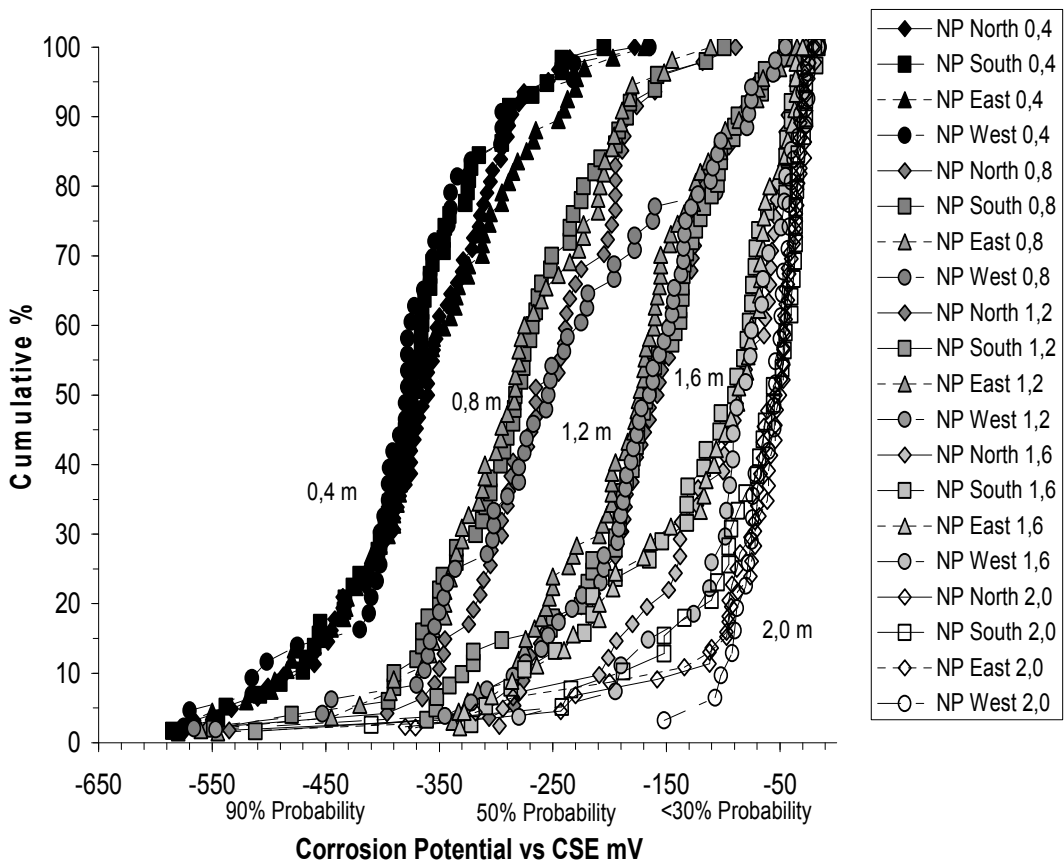 Cumulative %
100
90
80
70
60
50
40
30
20
10
0
0,4 m
0,8 m
1,2 m
1,6 m
2,0 m
-650
-550
-450
-350
-250
-150
-50
90% Probability
50% Probability
<30% Probability
Corrosion Potential vs CSE mV
NP North 0,4
NP South 0,4
NP East 0,4
NP West 0,4
NP North 0,8
NP South 0,8
NP East 0,8
NP West 0,8
NP North 1,2
NP South 1,2
NP East 1,2
NP West 1,2
NP North 1,6
NP South 1,6
NP East 1,6
NP West 1,6
NP North 2,0
NP South 2,0
NP East 2,0
NP West 2,0